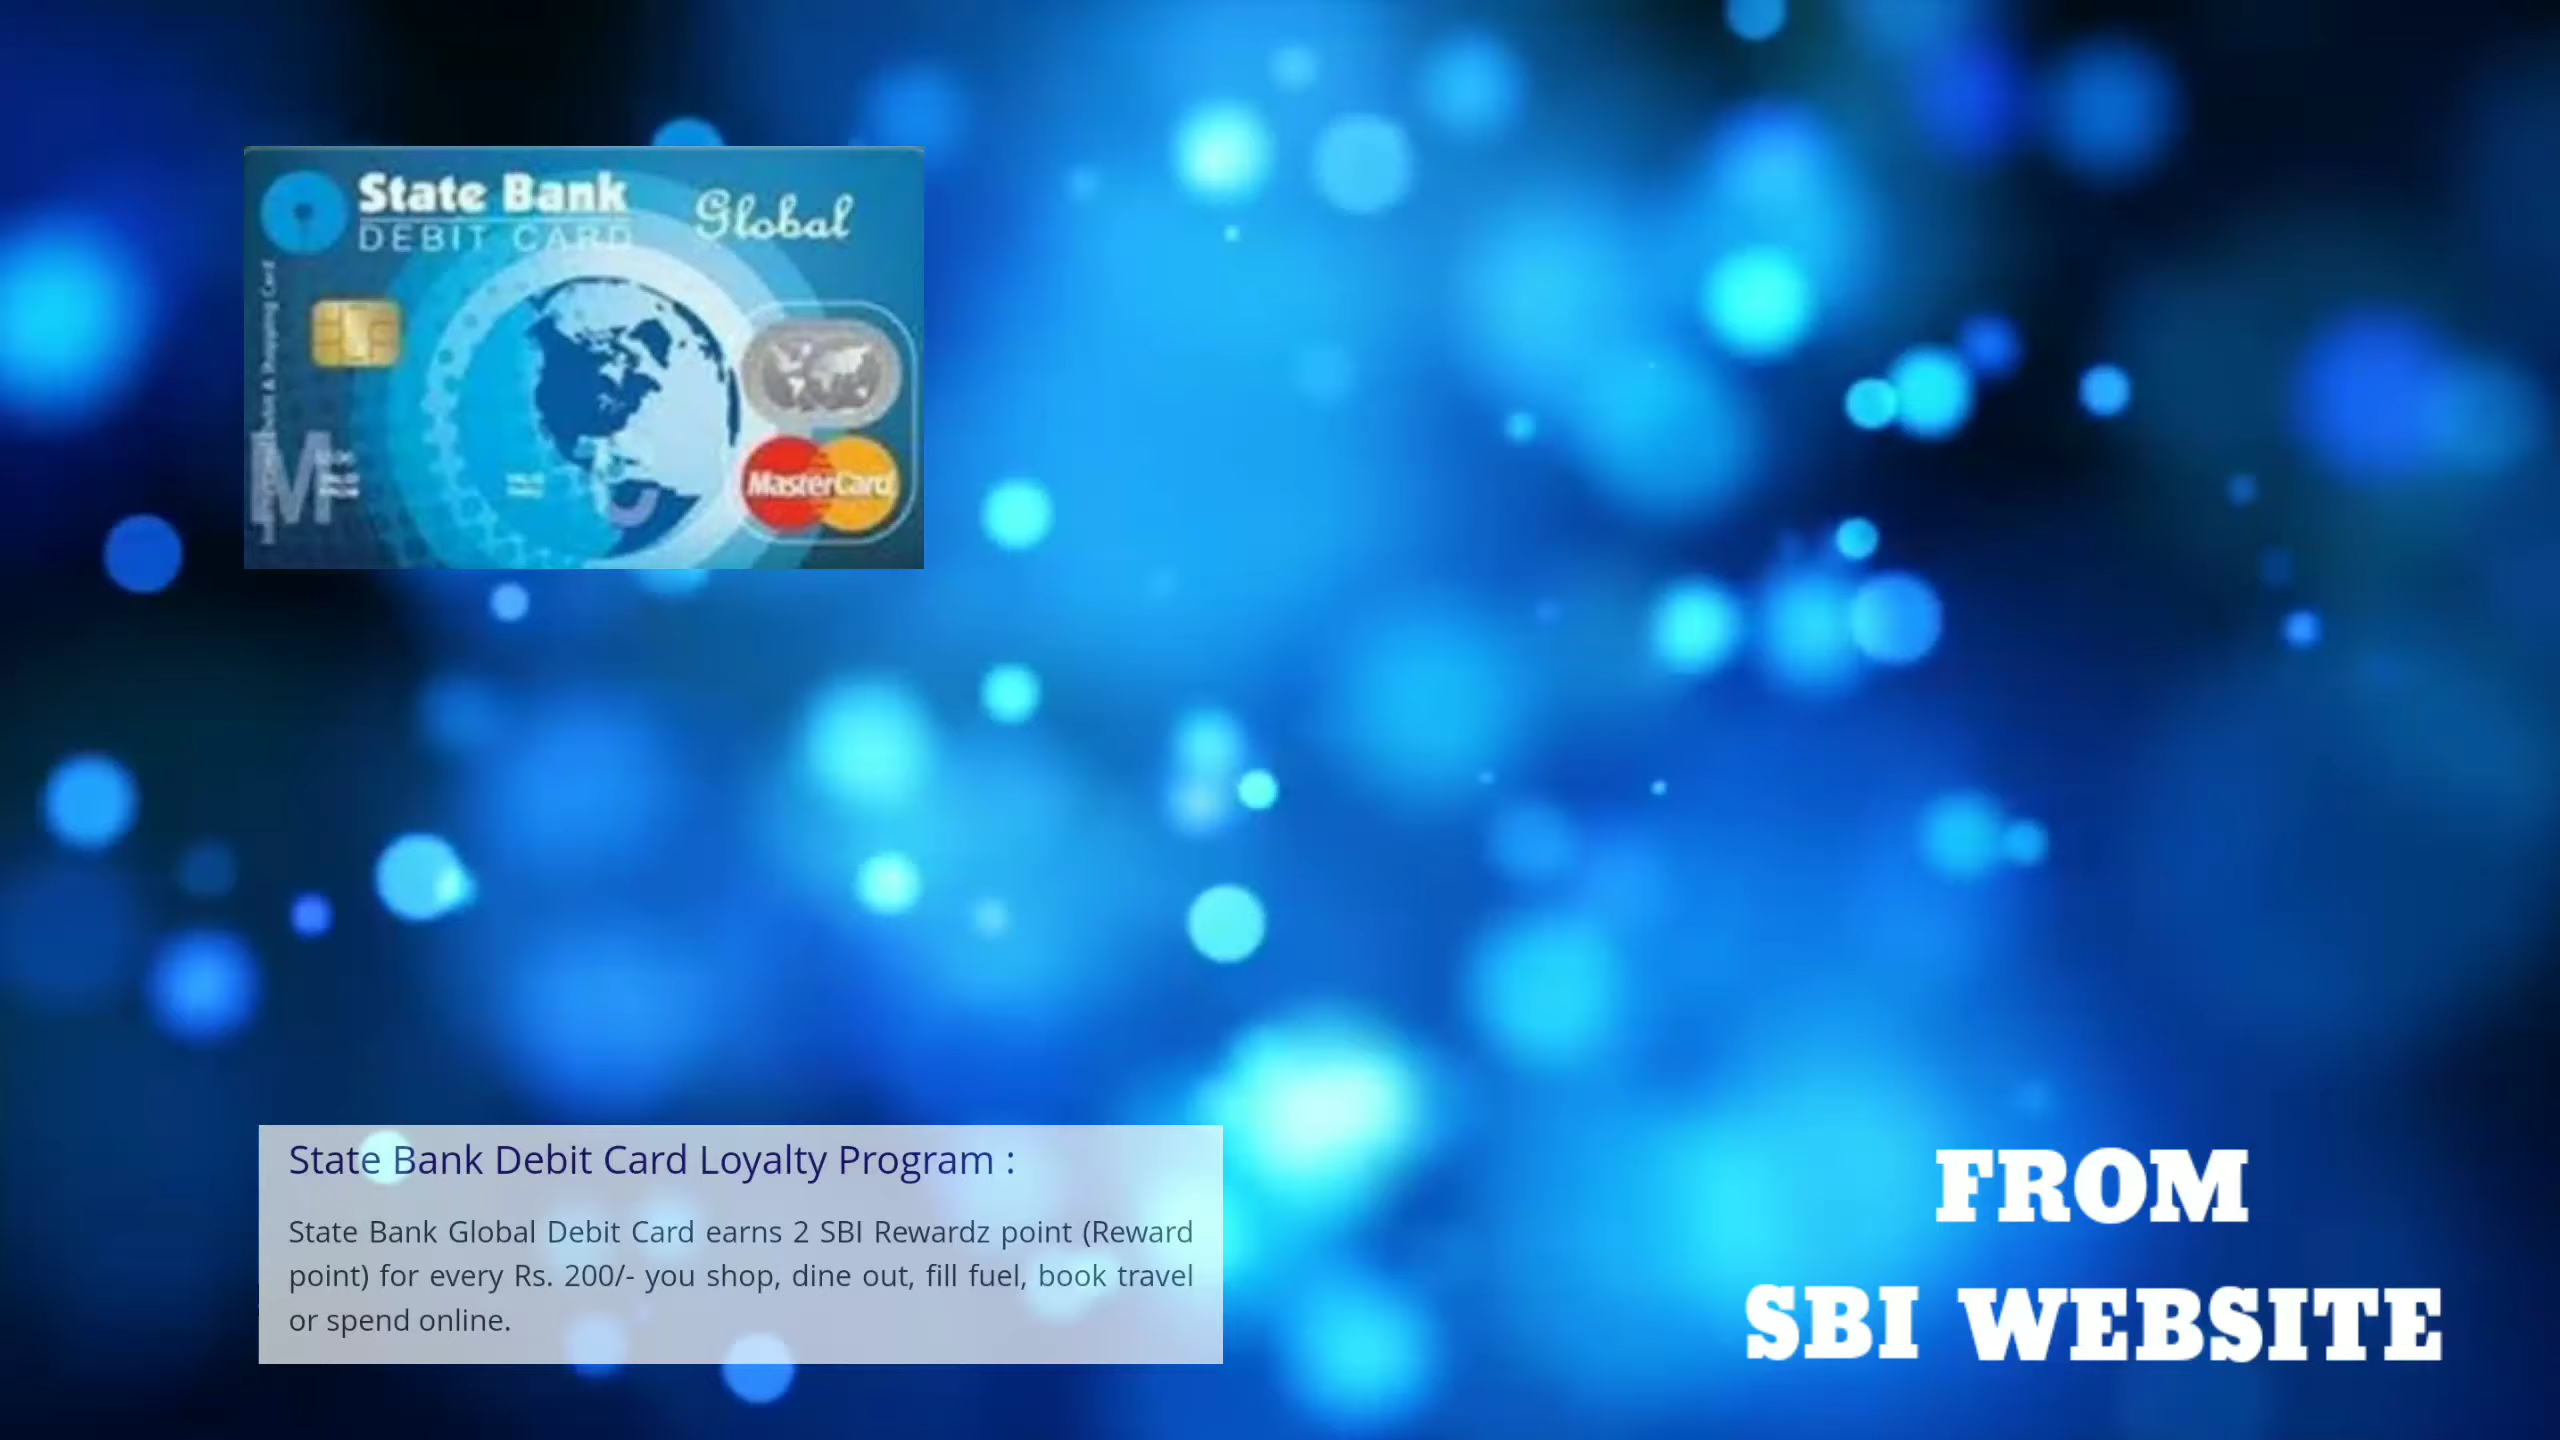 State Bank
DEBIT CARD
Global
MasterCard
State Bank Debit Card Loyalty Program :
State Bank Global Debit Card earns 2 SBI Rewardz point (Reward
point) for every Rs. 200/- you shop, dine out, fill fuel, book travel
or spend online.
FROM
SBI WEBSITE